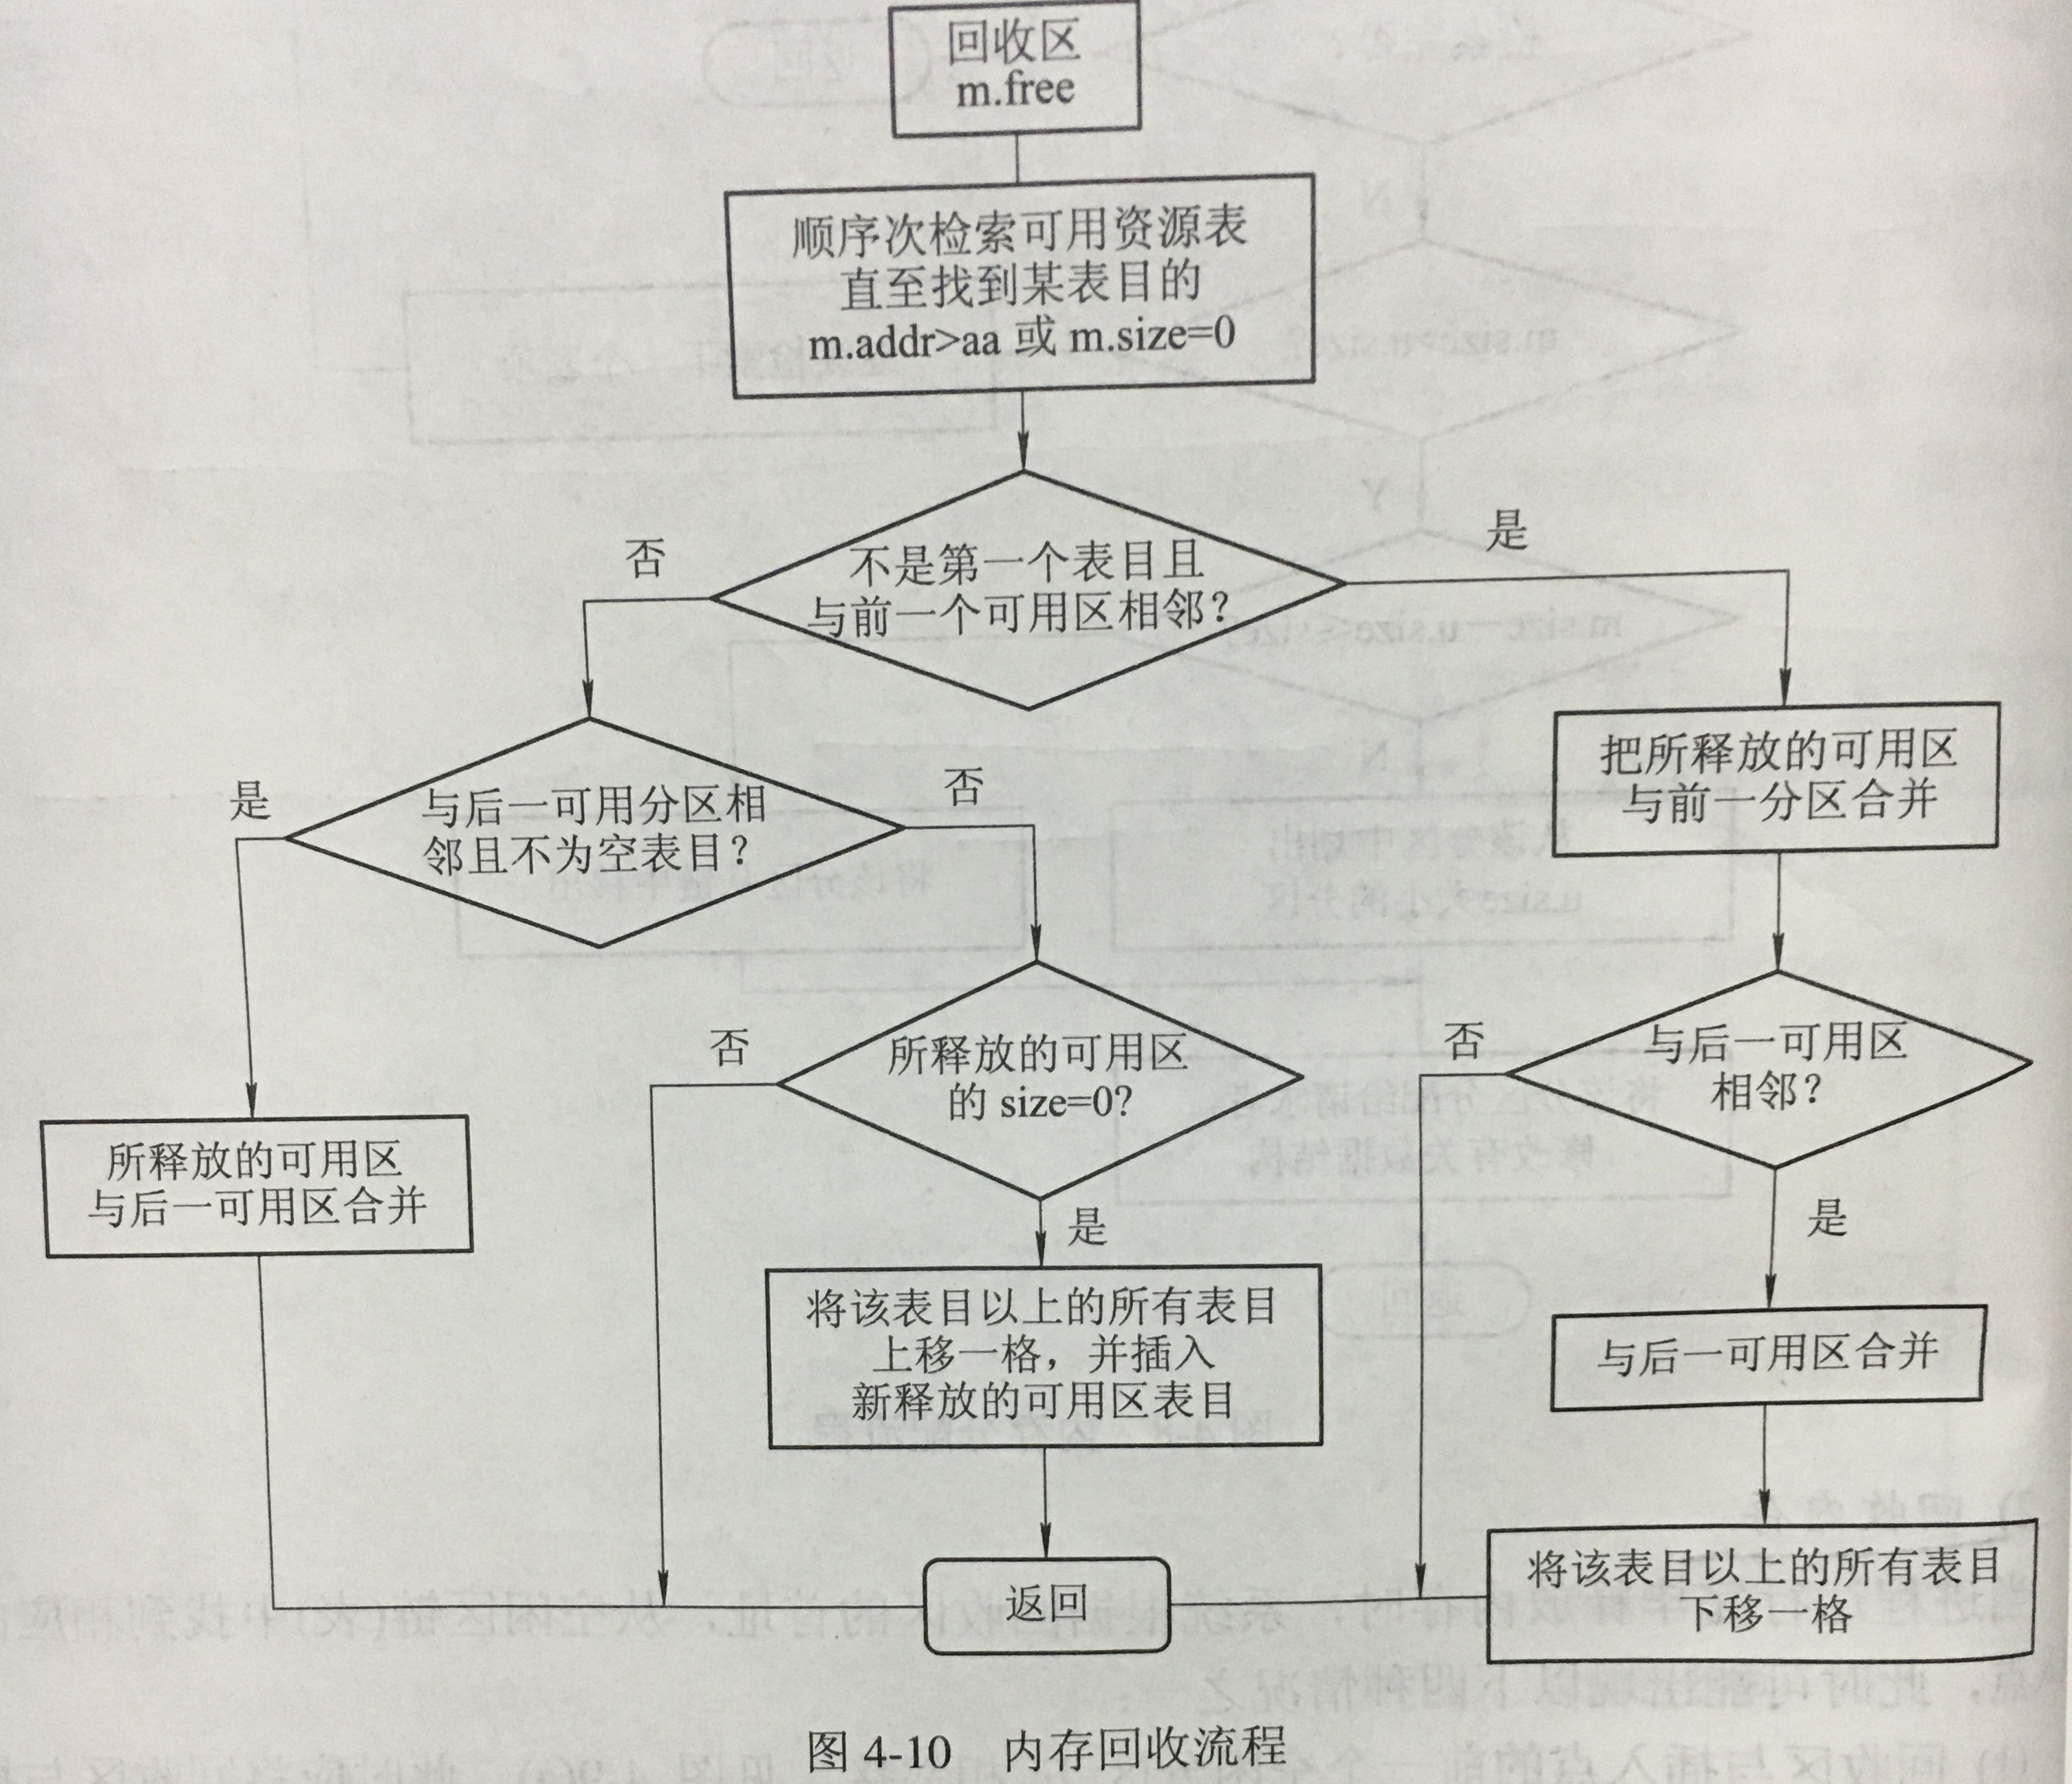 回收区
m.free
顺序次检索可用资源表
直至找到某表目的
m.addr>aa 或 m.size=0
否
是
不是第一个表目且
与前一个可用区相邻?
把所释放的可用区
与前一分区合并
是
否
与后一可用分区相
邻且不为空表目?
否
所释放的可用区
的 size=0?
否
与后一可用区
相邻?
所释放的可用区
与后一可用区合并
是
是
将该表目以上的所有表目
上移一格，并插入
新释放的可用区表目
与后一可用区合并
返回
将该表目以上的所有表目
下移一格
图 4-10 内存回收流程